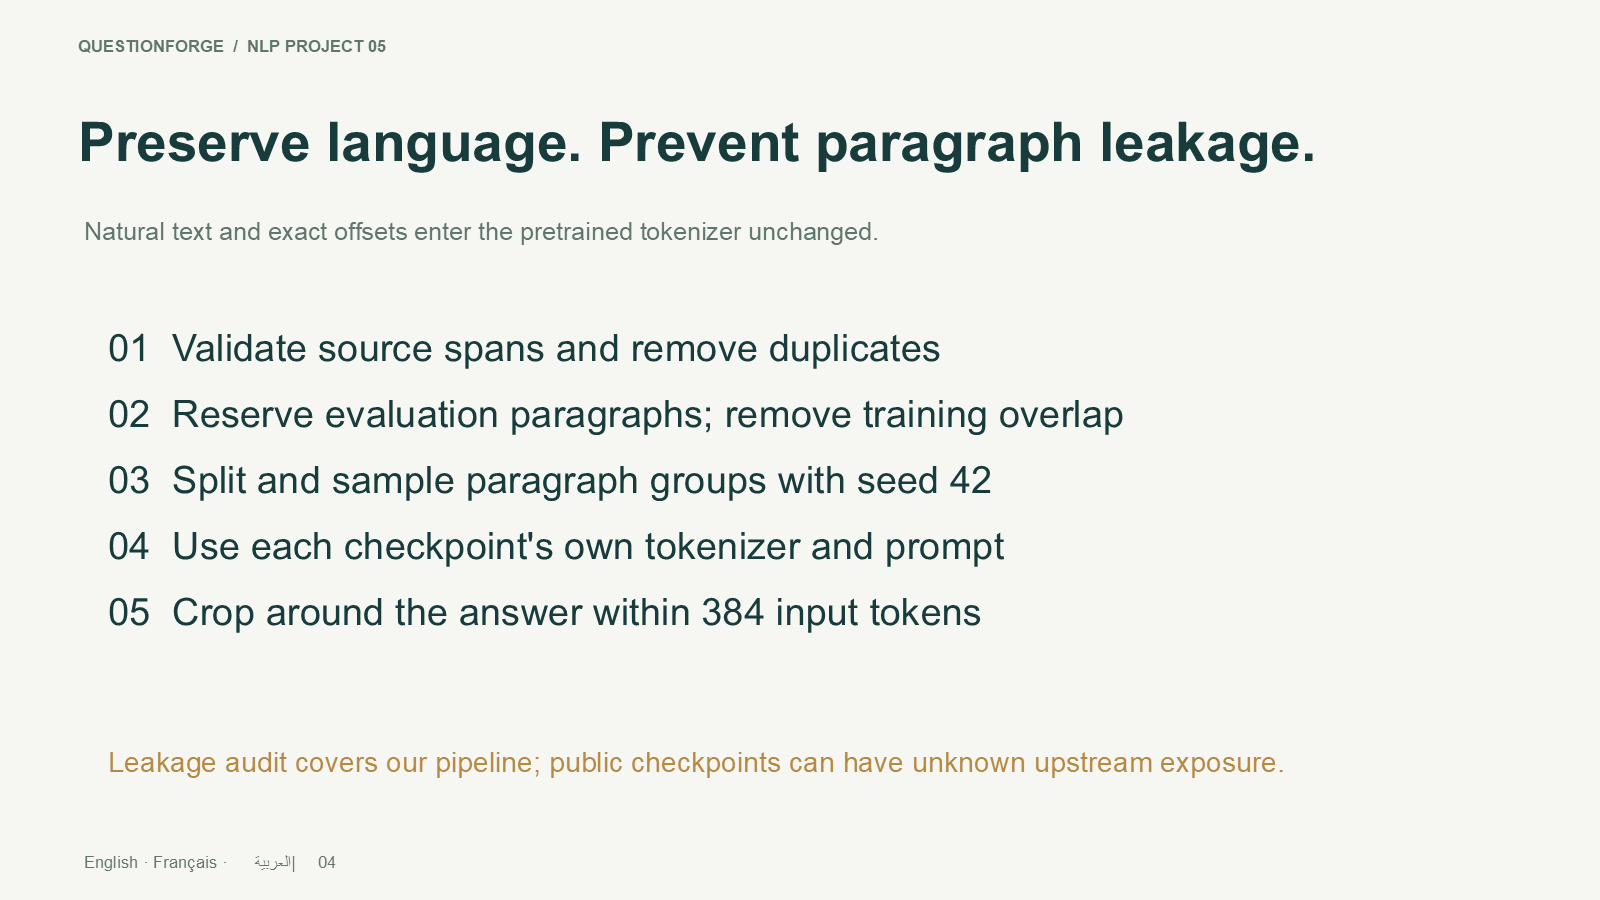 QUESTIONFORGE / NLP PROJECT 05
Preserve language. Prevent paragraph leakage.
Natural text and exact offsets enter the pretrained tokenizer unchanged.
01 Validate source spans and remove duplicates
02 Reserve evaluation paragraphs; remove training overlap
03 Split and sample paragraph groups with seed 42
04 Use each checkpoint's own tokenizer and prompt
05 Crop around the answer within 384 input tokens
Leakage audit covers our pipeline; public checkpoints can have unknown upstream exposure.
English · Français · العربية | 04